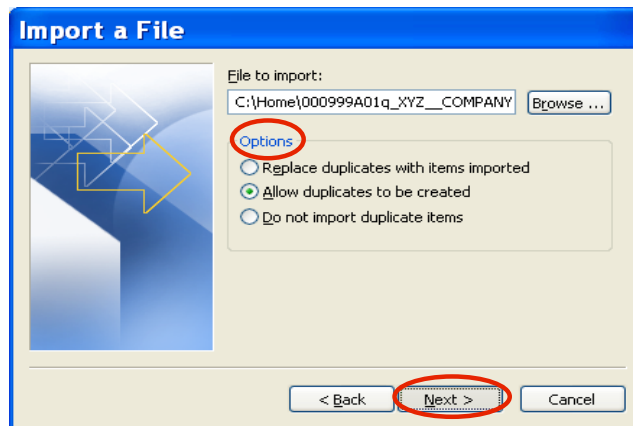 Import a File
File to import:
C:\Home\000999A01q_XYZ__COMPANY
Browse ...
Options
Replace duplicates with items imported
Allow duplicates to be created
Do not import duplicate items
< Back
Next >
Cancel